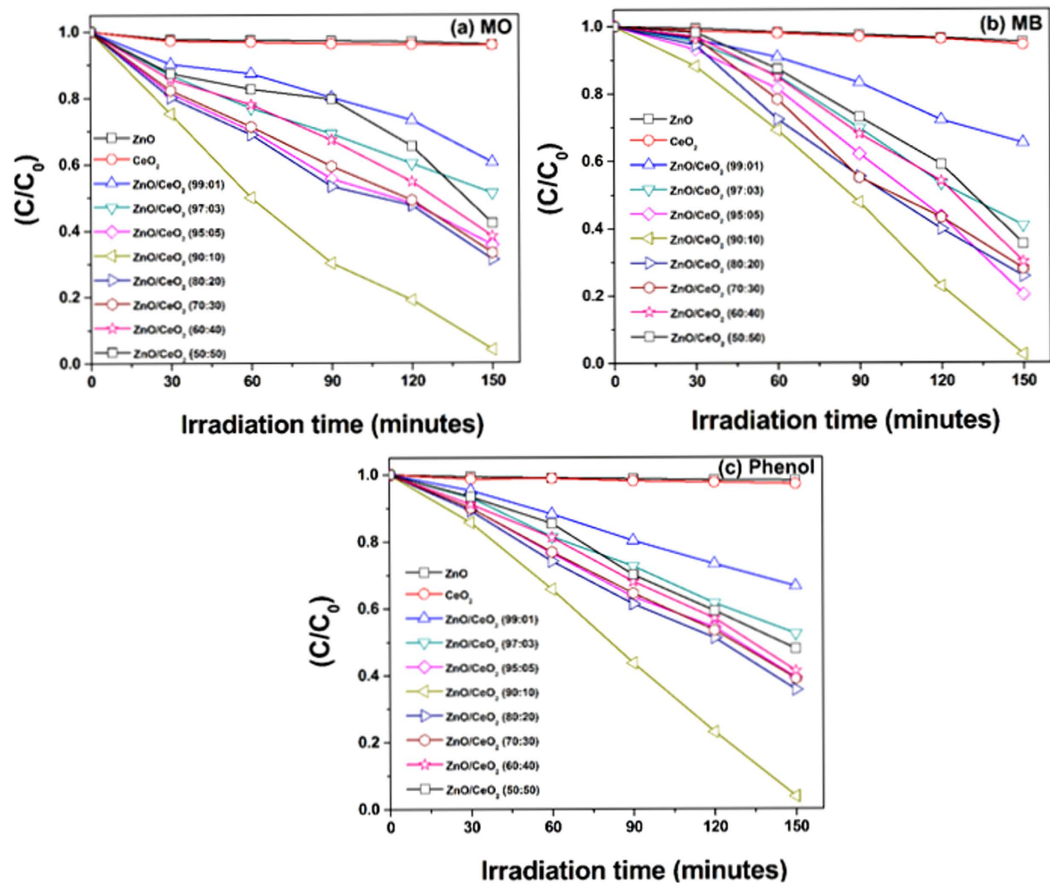 (a) MO
1.0
0.8
0.6
0.4
0.2
0.0
(C/C₀)
ZnO
CeO₂
ZnO/CeO₂ (99:01)
ZnO/CeO₂ (97:03)
ZnO/CeO₂ (95:05)
ZnO/CeO₂ (90:10)
ZnO/CeO₂ (80:20)
ZnO/CeO₂ (70:30)
ZnO/CeO₂ (60:40)
ZnO/CeO₂ (50:50)
0 30 60 90 120 150
Irradiation time (minutes)
(b) MB
1.0
0.8
0.6
0.4
0.2
0.0
(C/C₀)
ZnO
CeO₂
ZnO/CeO₂ (99:01)
ZnO/CeO₂ (97:03)
ZnO/CeO₂ (95:05)
ZnO/CeO₂ (90:10)
ZnO/CeO₂ (80:20)
ZnO/CeO₂ (70:30)
ZnO/CeO₂ (60:40)
ZnO/CeO₂ (50:50)
0 30 60 90 120 150
Irradiation time (minutes)
(c) Phenol
1.0
0.8
0.6
0.4
0.2
0.0
(C/C₀)
ZnO
CeO₂
ZnO/CeO₂ (99:01)
ZnO/CeO₂ (97:03)
ZnO/CeO₂ (95:05)
ZnO/CeO₂ (90:10)
ZnO/CeO₂ (80:20)
ZnO/CeO₂ (70:30)
ZnO/CeO₂ (60:40)
ZnO/CeO₂ (50:50)
0 30 60 90 120 150
Irradiation time (minutes)